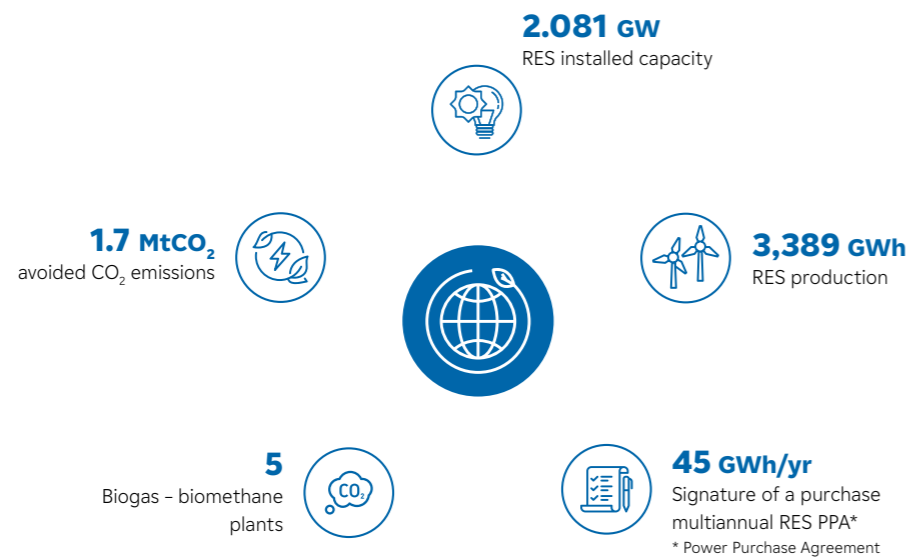 2.081 GW
RES installed capacity
1.7 MtCO₂
avoided CO₂ emissions
3,389 GWh
RES production
5
Biogas – biomethane
plants
CO₂
45 GWh/yr
Signature of a purchase
multiannual RES PPA*
* Power Purchase Agreement